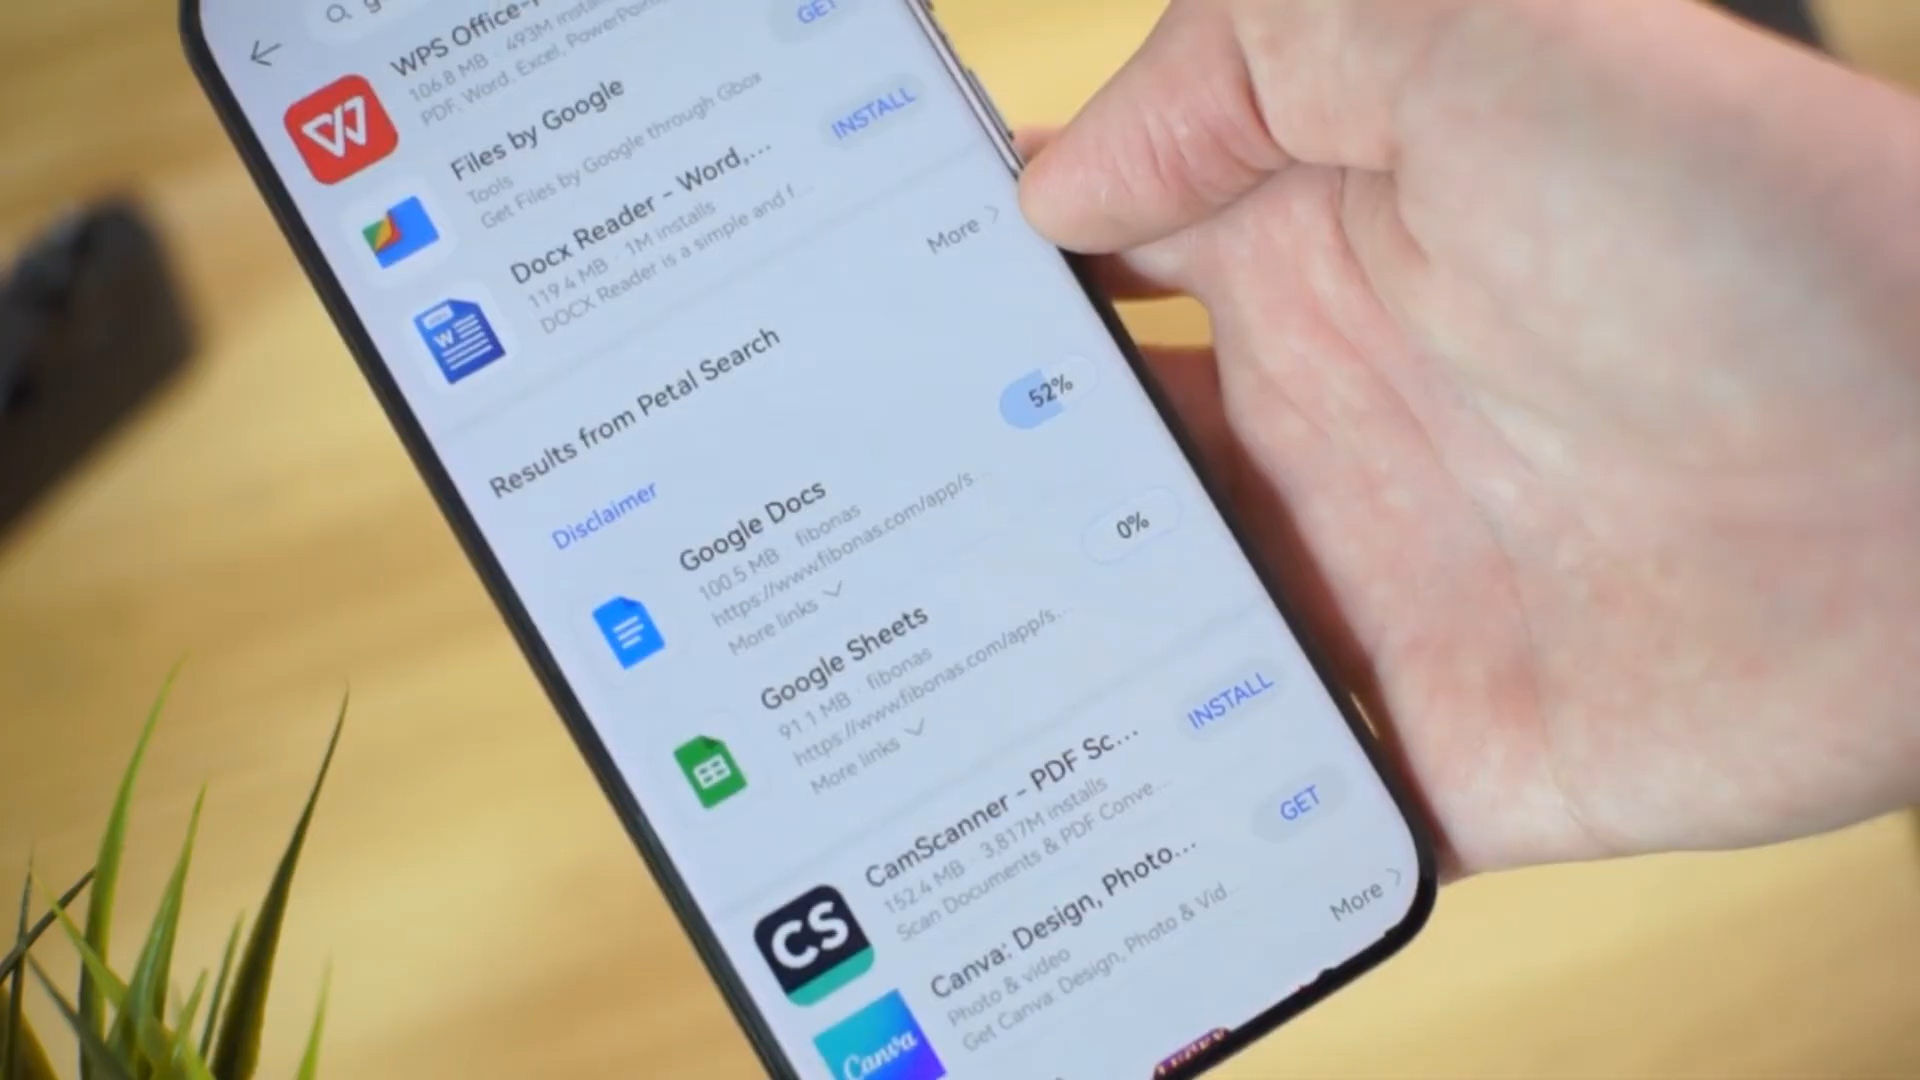 g
WPS Office-
106.8 MB · 493M
PDF, Word, Excel, PowerPoint
GET
Files by Google
Tools
Get Files by Google through Gbox
INSTALL
Docx Reader - Word,...
119.4 MB · 1M installs
DOCX Reader is a simple and f...
W
More
Results from Petal Search
Disclaimer
52%
Google Docs
100.5 MB · fibonas
https://www.fibonas.com/app/s...
More links
0%
Google Sheets
91.1 MB · fibonas
https://www.fibonas.com/app/s...
More links
INSTALL
CamScanner - PDF Sc...
152.4 MB · 3,817M installs
Scan Documents & PDF Conve...
CS
GET
Canva: Design, Photo...
Photo & video
Get Canva: Design, Photo & Vid...
Canva
More